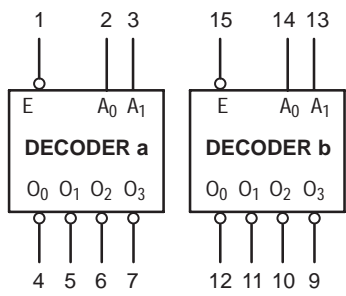 1 2 3 15 14 13
E A₀ A₁ E A₀ A₁
DECODER a DECODER b
O₀ O₁ O₂ O₃ O₀ O₁ O₂ O₃
4 5 6 7 12 11 10 9